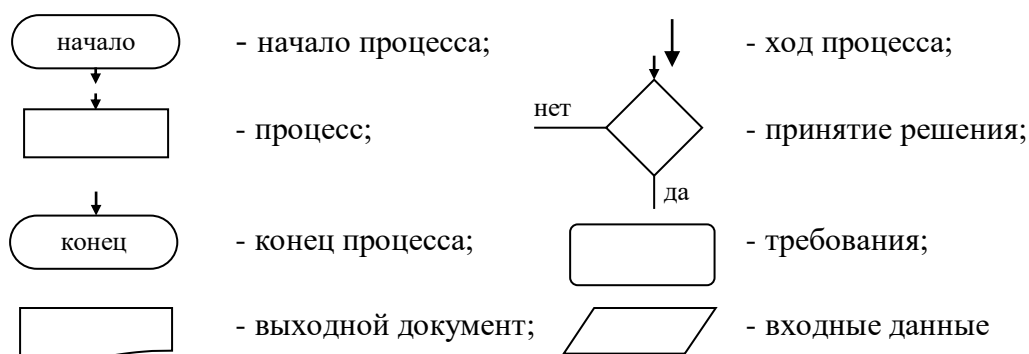 начало - начало процесса; - ход процесса;
нет
- процесс; - принятие решения;
да
конец - конец процесса; - требования;
- выходной документ; - входные данные